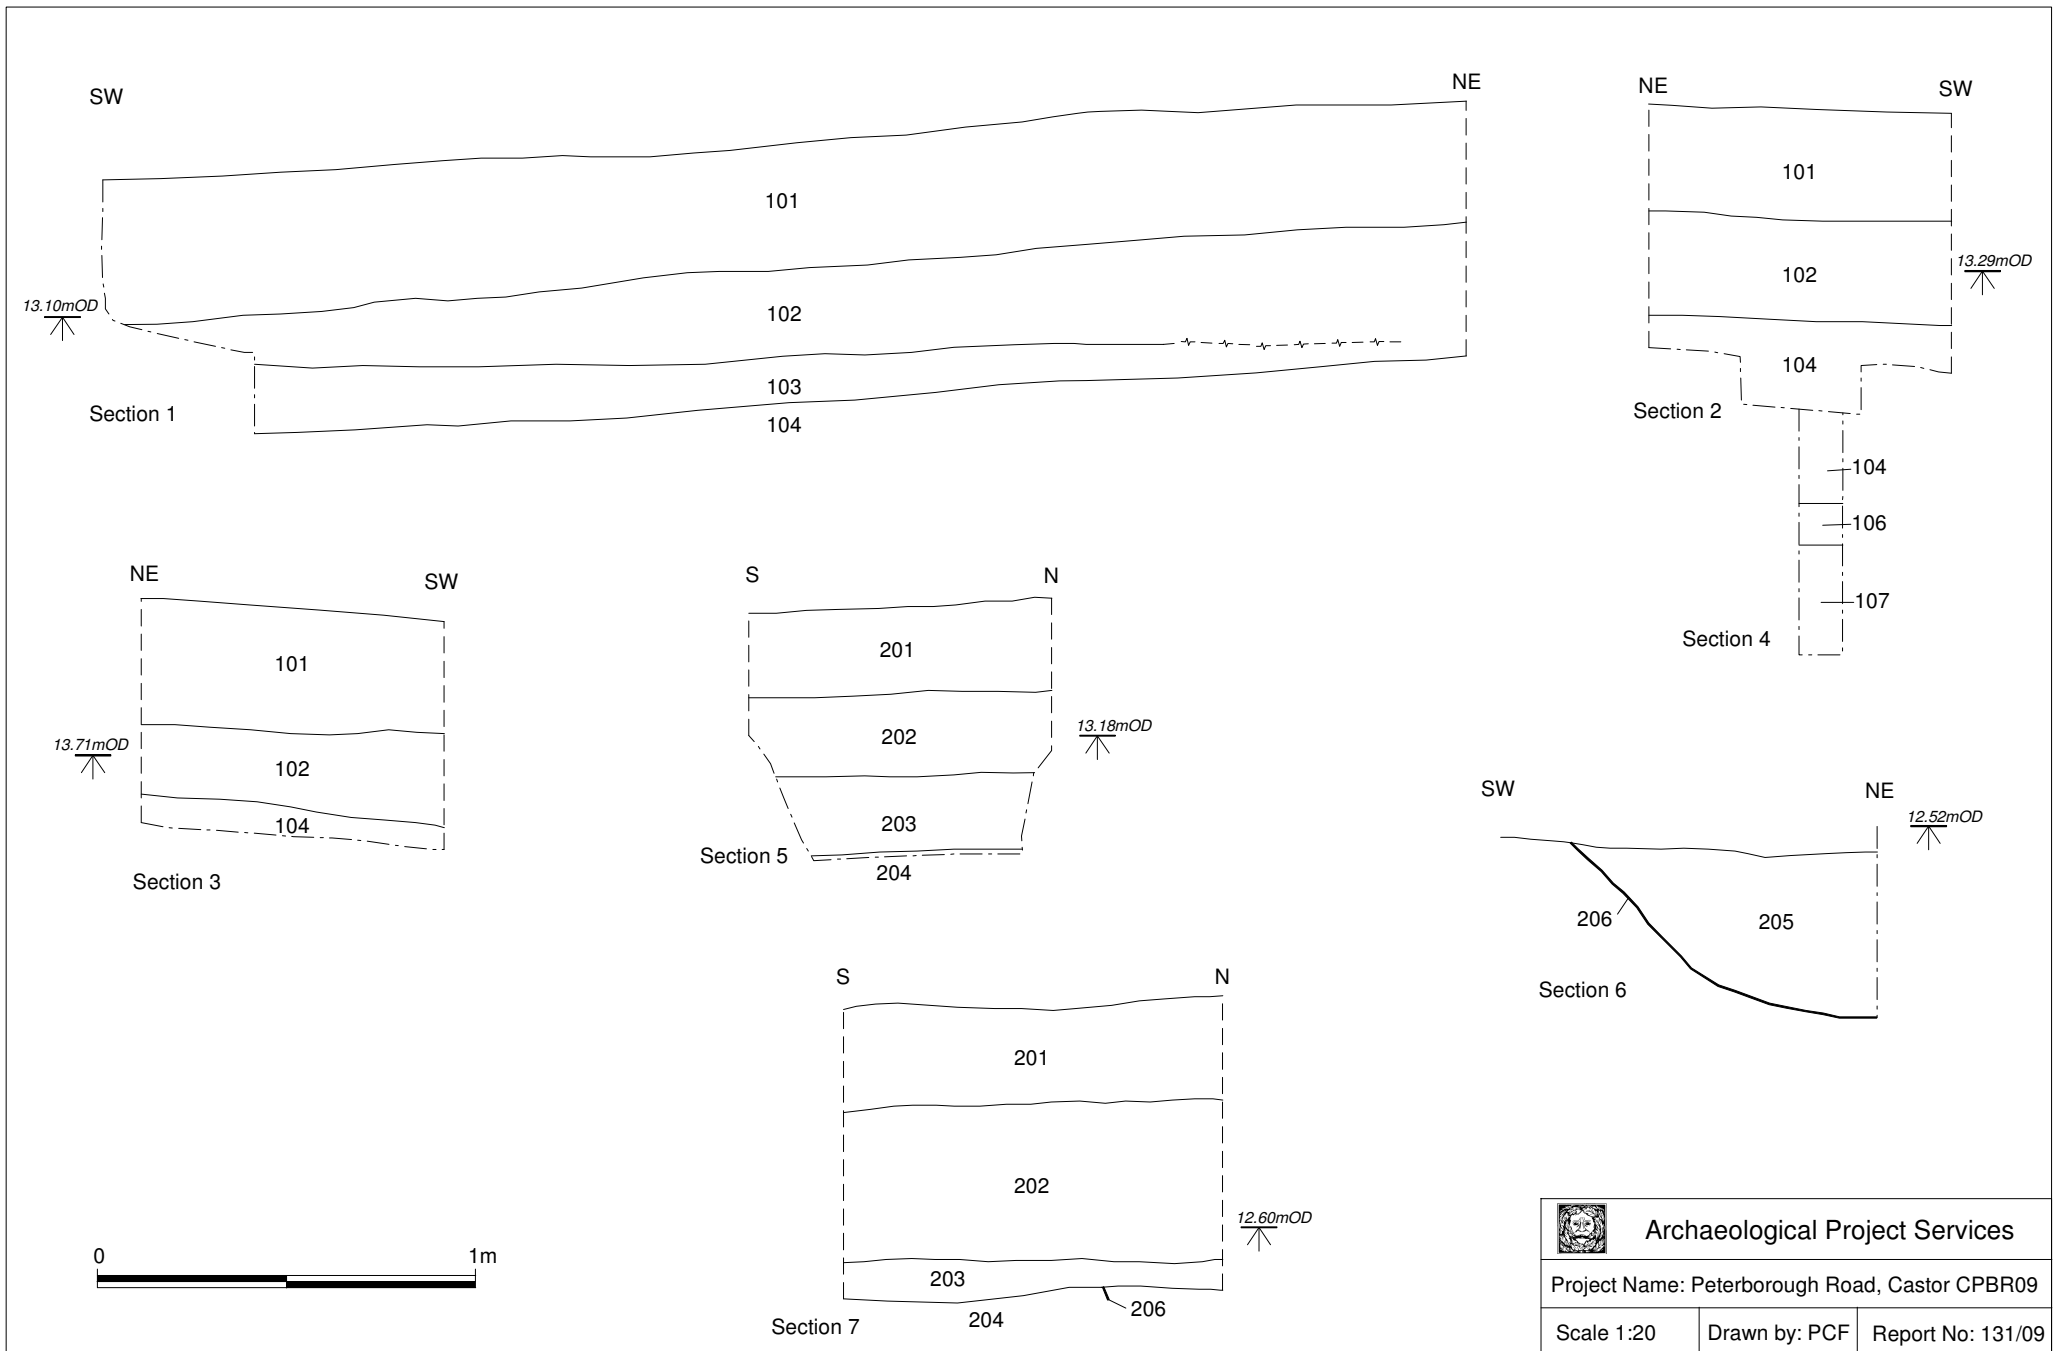 SW
NE
101
13.10mOD
102
103
104
Section 1
NE
SW
101
13.29mOD
102
104
Section 2
104
106
107
Section 4
NE
SW
101
13.71mOD
102
104
Section 3
S
N
201
13.18mOD
202
203
Section 5
204
SW
NE
12.52mOD
206
205
Section 6
S
N
201
202
12.60mOD
203
206
204
Section 7
0 1m
Archaeological Project Services
Project Name: Peterborough Road, Castor CPBR09
Scale 1:20 Drawn by: PCF Report No: 131/09